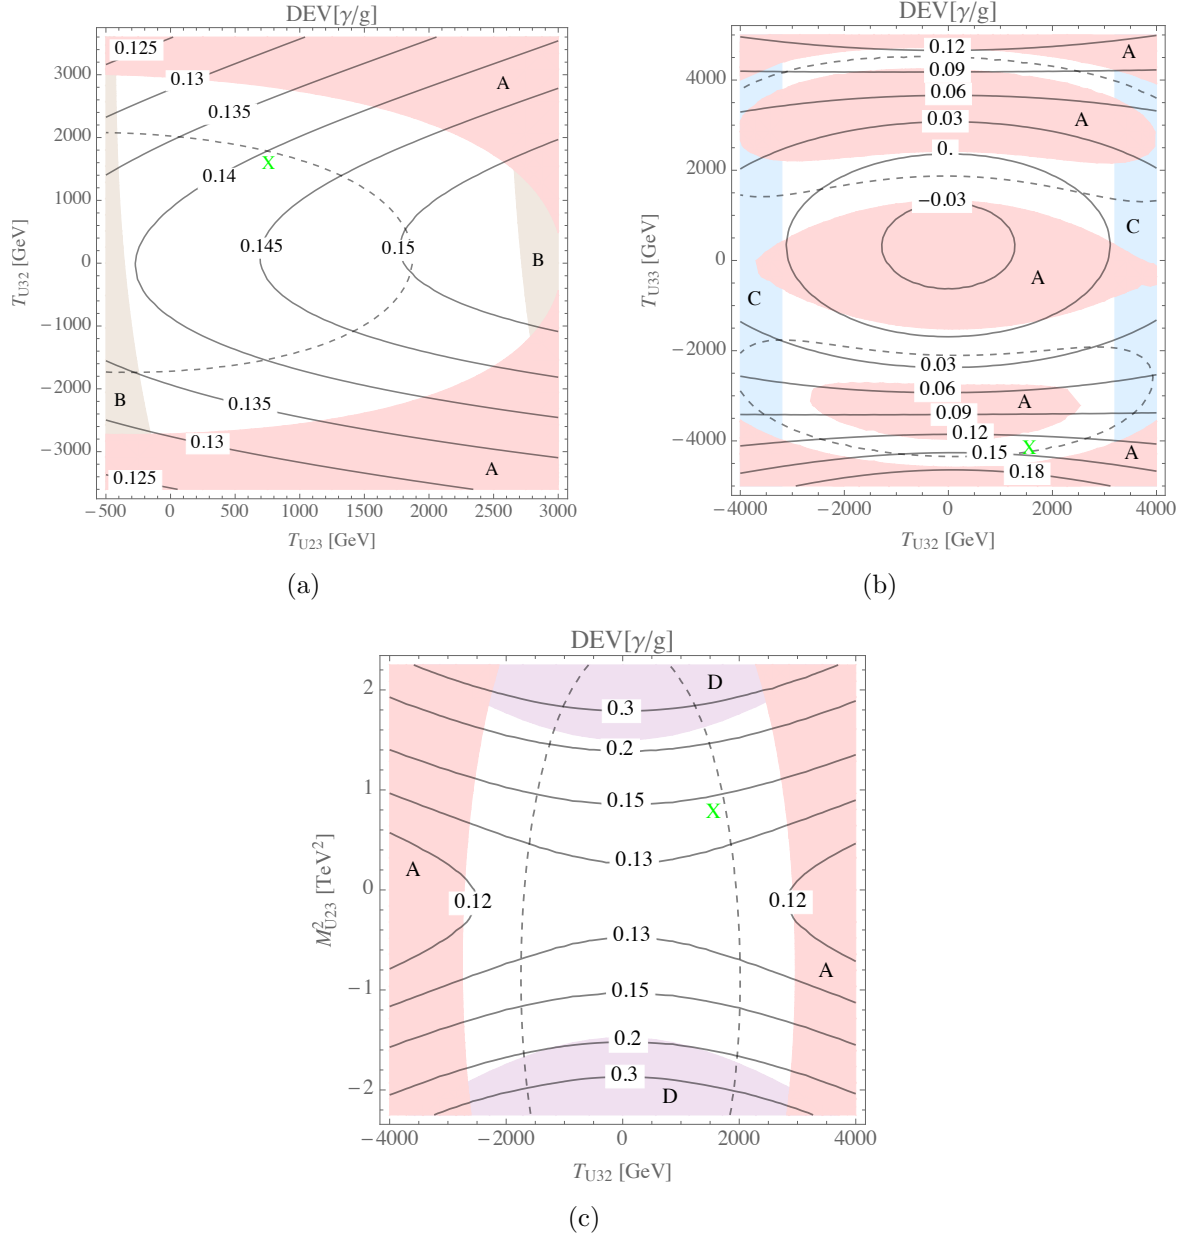 DEV[γ/g]
0.125
0.13
A
0.135
X
0.14
0.145
0.15
B
B
0.135
0.13
0.125
A
3000
2000
1000
0
−1000
−2000
−3000
T_U32 [GeV]
−500 0 500 1000 1500 2000 2500 3000
T_U23 [GeV]
(a)
DEV[γ/g]
0.12
A
0.09
0.06
A
0.03
0.
−0.03
C
A
C
0.03
0.06
A
0.09
0.12
X
0.15
A
0.18
4000
2000
0
−2000
−4000
T_U33 [GeV]
−4000 −2000 0 2000 4000
T_U32 [GeV]
(b)
DEV[γ/g]
D
0.3
0.2
0.15
X
0.13
A
0.12
0.12
0.13
A
0.15
0.2
0.3
D
2
1
0
−1
−2
M²_U23 [TeV²]
−4000 −2000 0 2000 4000
T_U32 [GeV]
(c)